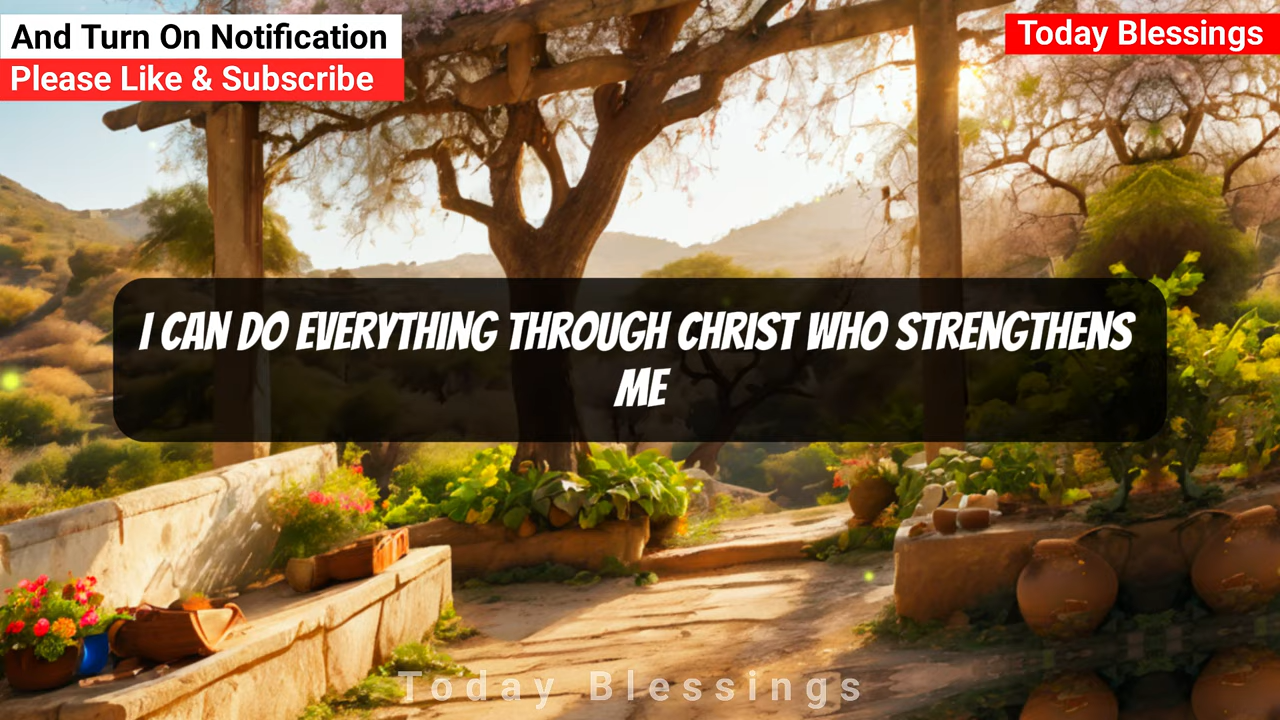 And Turn On Notification
Please Like & Subscribe
Today Blessings
I CAN DO EVERYTHING THROUGH CHRIST WHO STRENGTHENS
ME
Today Blessings